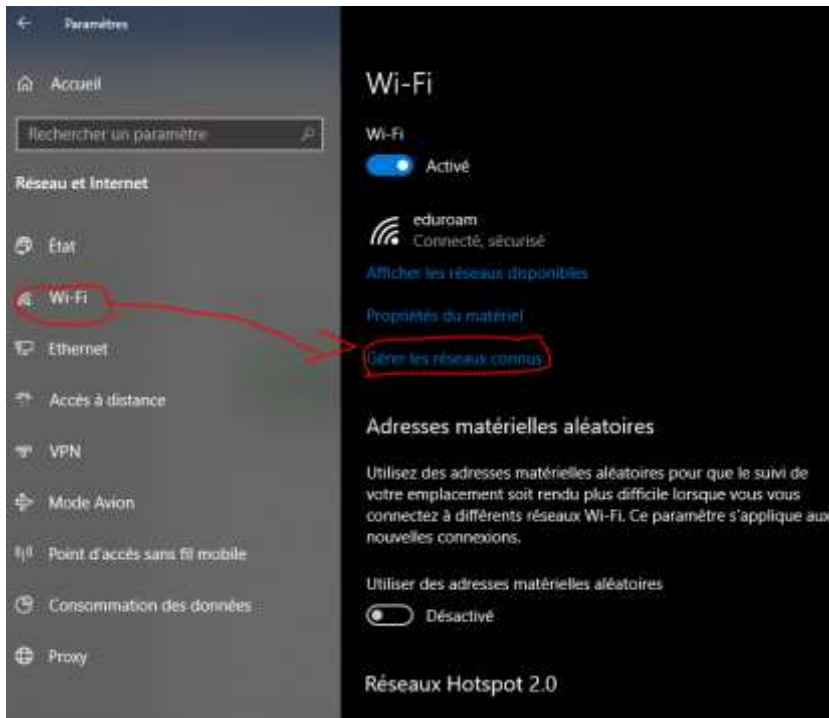 Paramètres
Accueil
Rechercher un paramètre
Réseau et Internet
État
Wi-Fi
Ethernet
Accès à distance
VPN
Mode Avion
Point d'accès sans fil mobile
Consommation des données
Proxy
Wi-Fi
Wi-Fi
Activé
eduroam
Connecté, sécurisé
Afficher les réseaux disponibles
Propriétés du matériel
Gérer les réseaux connus
Adresses matérielles aléatoires
Utilisez des adresses matérielles aléatoires pour que le suivi de
votre emplacement soit rendu plus difficile lorsque vous vous
connectez à différents réseaux Wi-Fi. Ce paramètre s'applique aux
nouvelles connexions.
Utiliser des adresses matérielles aléatoires
Désactivé
Réseaux Hotspot 2.0